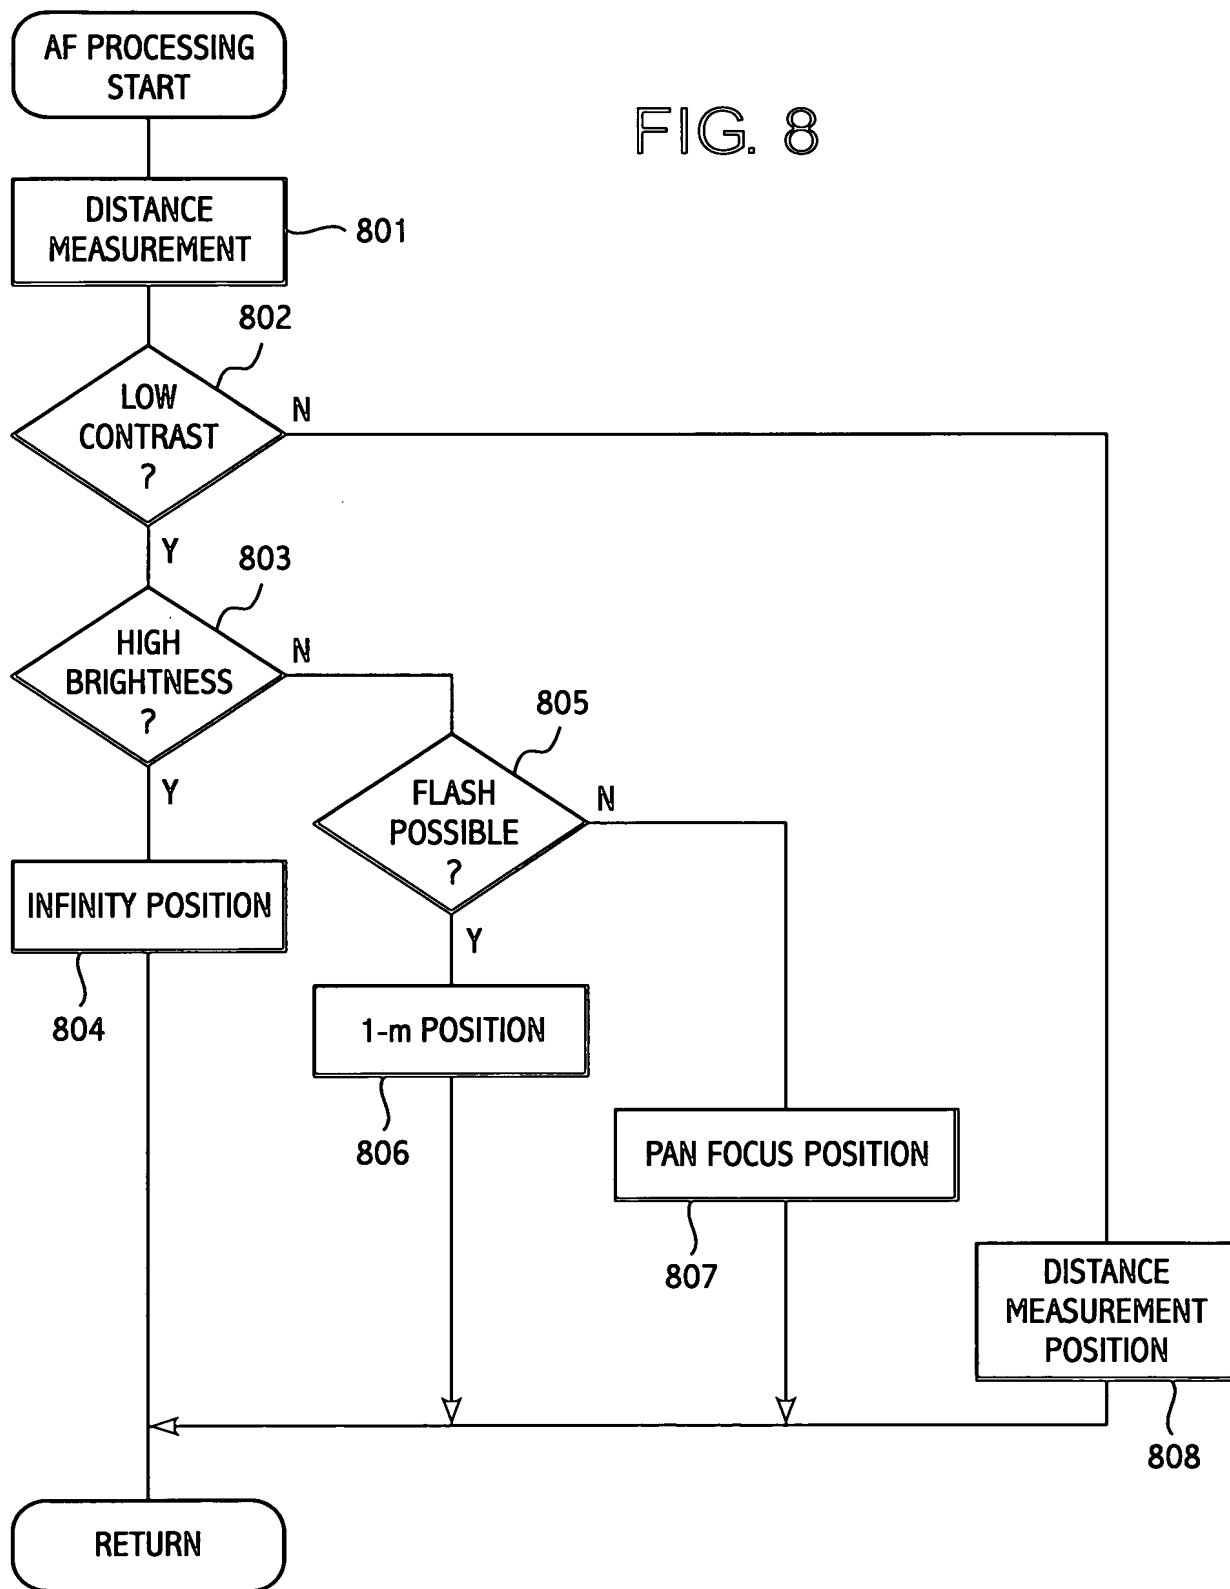 AF PROCESSING
START
FIG. 8
DISTANCE
MEASUREMENT
801
802
LOW
CONTRAST
?
N
Y
803
HIGH
BRIGHTNESS
?
N
Y
805
FLASH
POSSIBLE
?
N
Y
INFINITY POSITION
804
1-m POSITION
806
PAN FOCUS POSITION
807
DISTANCE
MEASUREMENT
POSITION
808
RETURN